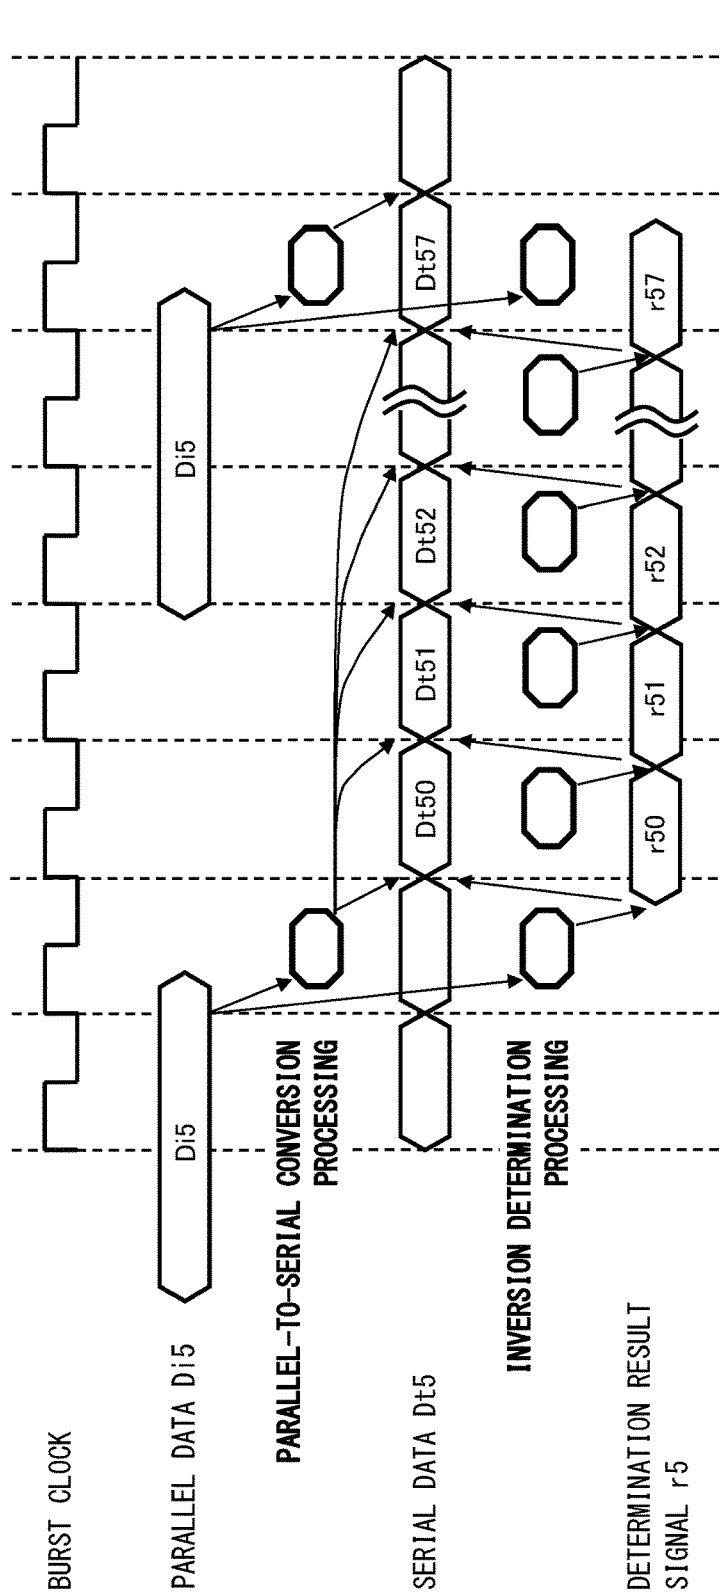 BURST CLOCK
PARALLEL DATA Di5
Di5
Di5
PARALLEL-TO-SERIAL CONVERSION
PROCESSING
SERIAL DATA Dt5
Dt50
Dt51
Dt52
Dt57
INVERSION DETERMINATION
PROCESSING
DETERMINATION RESULT
SIGNAL r5
r50
r51
r52
r57